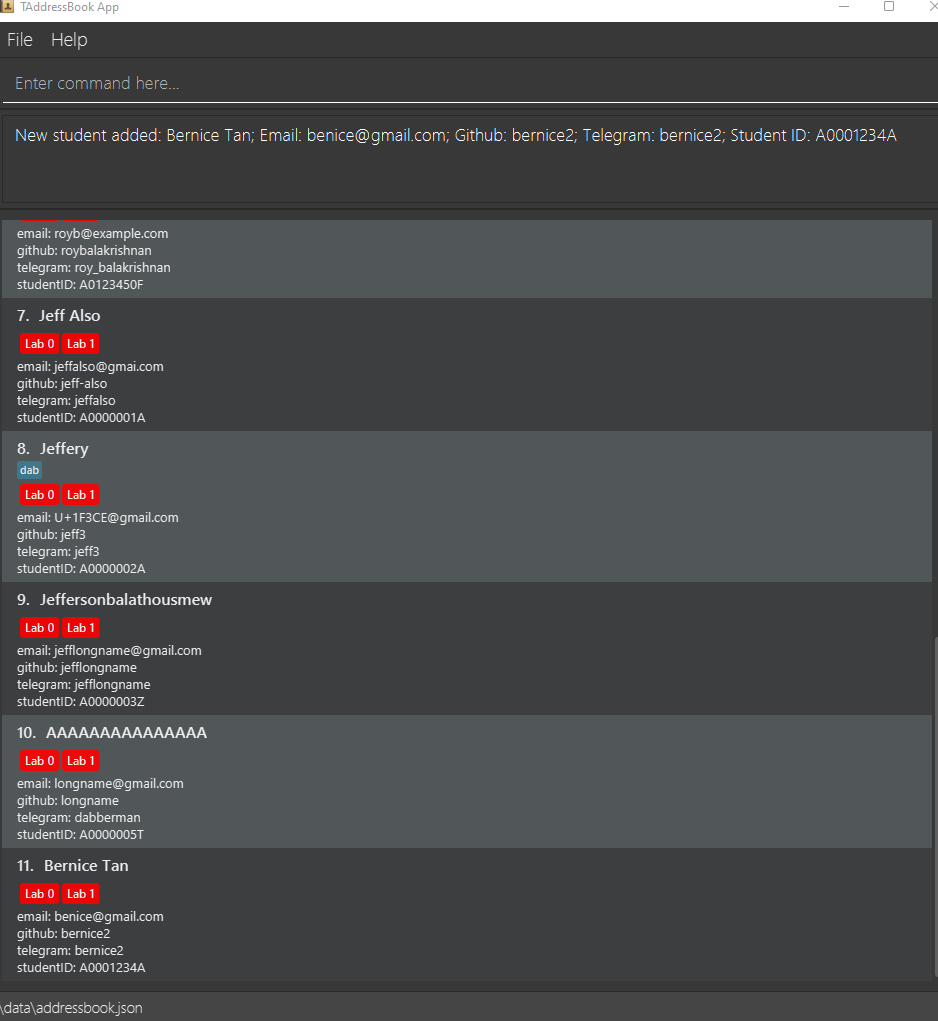 TAddressBook App
File Help
Enter command here...
New student added: Bernice Tan; Email: benice@gmail.com; Github: bernice2; Telegram: bernice2; Student ID: A0001234A
email: royb@example.com
github: roybalakrishnan
telegram: roy_balakrishnan
studentID: A0123450F
7. Jeff Also
Lab 0 Lab 1
email: jeffalso@gmai.com
github: jeff-also
telegram: jeffalso
studentID: A0000001A
8. Jeffery
dab
Lab 0 Lab 1
email: U+1F3CE@gmail.com
github: jeff3
telegram: jeff3
studentID: A0000002A
9. Jeffersonbalathousmew
Lab 0 Lab 1
email: jefflongname@gmail.com
github: jefflongname
telegram: jefflongname
studentID: A0000003Z
10. AAAAAAAAAAAAAAA
Lab 0 Lab 1
email: longname@gmail.com
github: longname
telegram: dabberman
studentID: A0000005T
11. Bernice Tan
Lab 0 Lab 1
email: benice@gmail.com
github: bernice2
telegram: bernice2
studentID: A0001234A
\data\addressbook.json